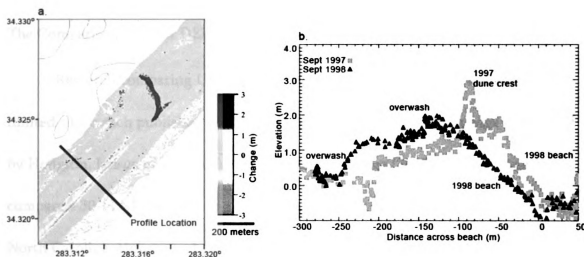 a.
34.330°
34.325°
34.320°
283.312°
283.316°
283.320°
Profile Location
3
2
1
0
-1
-2
-3
Change (m)
200 meters
b.
Sept 1997
Sept 1998
1997
dune crest
overwash
overwash
1998 beach
1998 beach
4.0
3.0
2.0
1.0
0.0
Elevation (m)
-300
-250
-200
-150
-100
-50
0
50
Distance across beach (m)